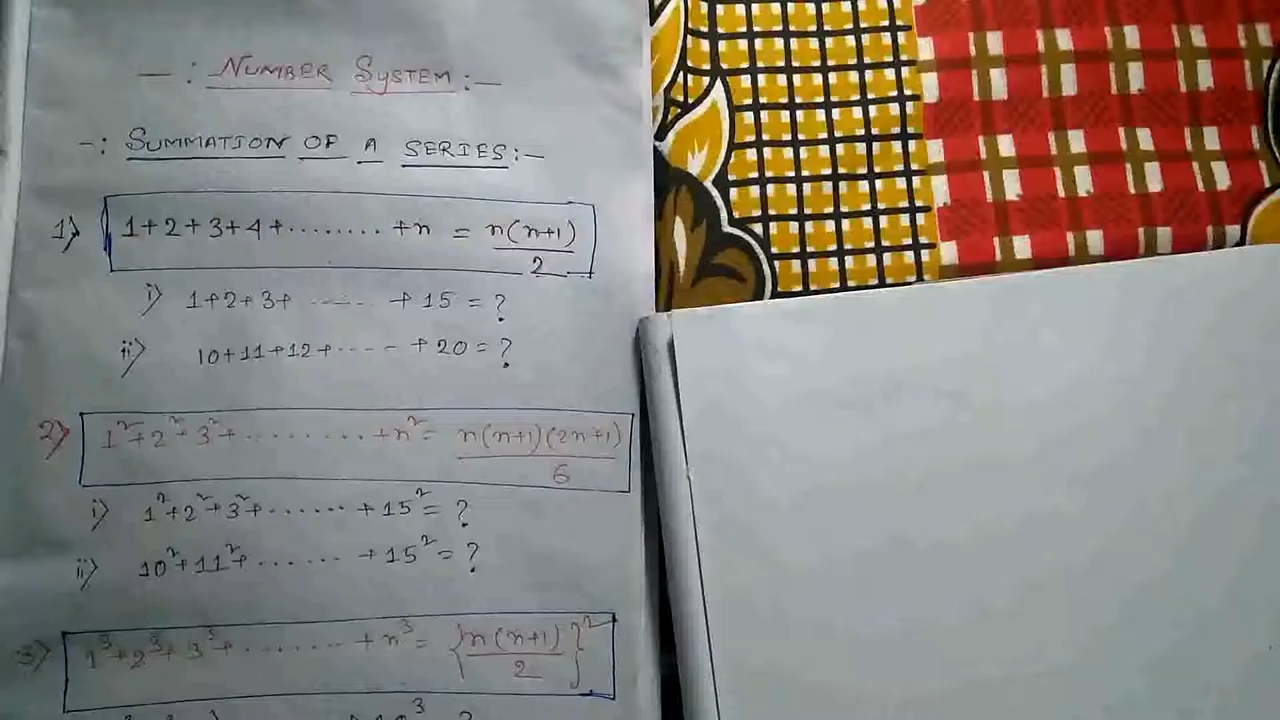 —: NUMBER SYSTEM:—
-: SUMMATION OF A SERIES:-
1) 1+2+3+4+........+n = n(n+1)/2
i) 1+2+3+ ...... +15 = ?
ii) 10+11+12+.....+20 = ?
2) 1²+2²+3²+.........+n² = n(n+1)(2n+1)/6
i) 1²+2²+3²+......+15² = ?
ii) 10²+11²+.......+15² = ?
3) 1³+2³+3³+........+n³ = {n(n+1)/2}²